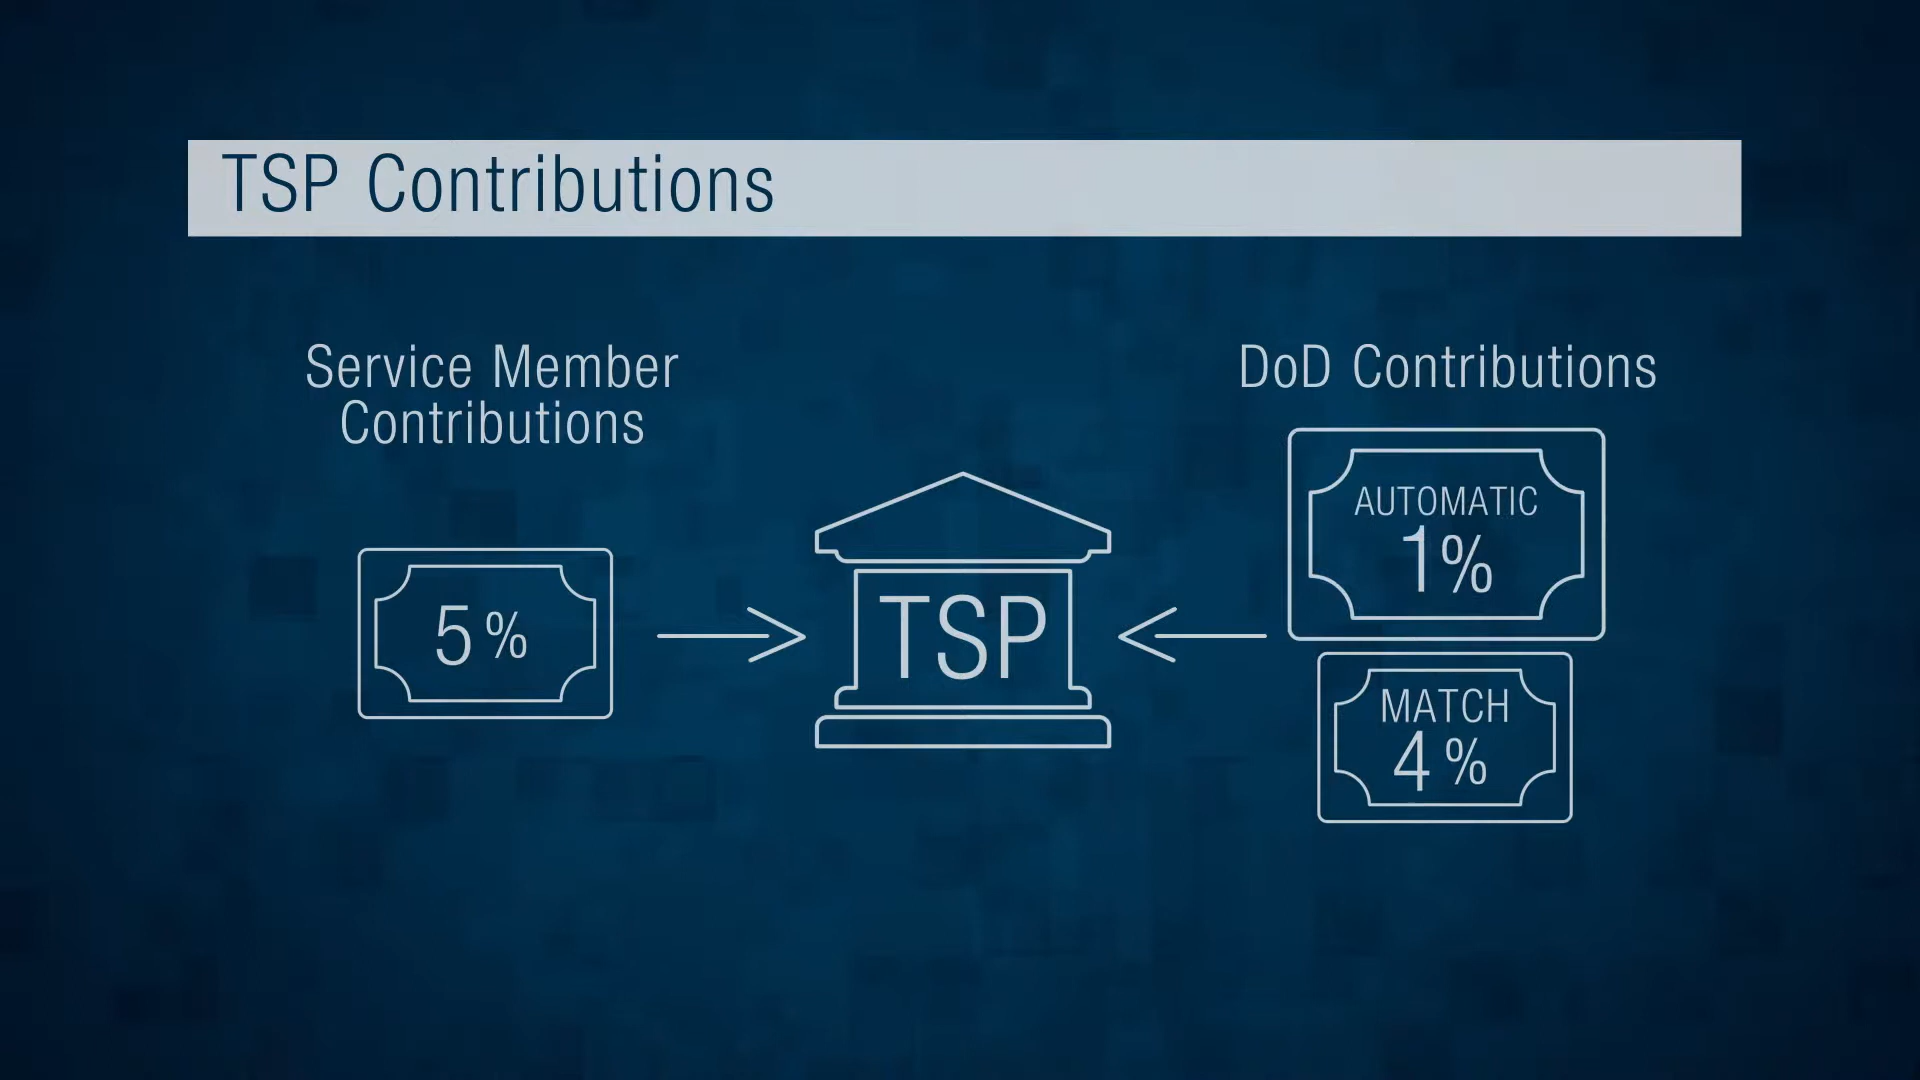 TSP Contributions
Service Member
Contributions
5%
TSP
DoD Contributions
AUTOMATIC
1%
MATCH
4%